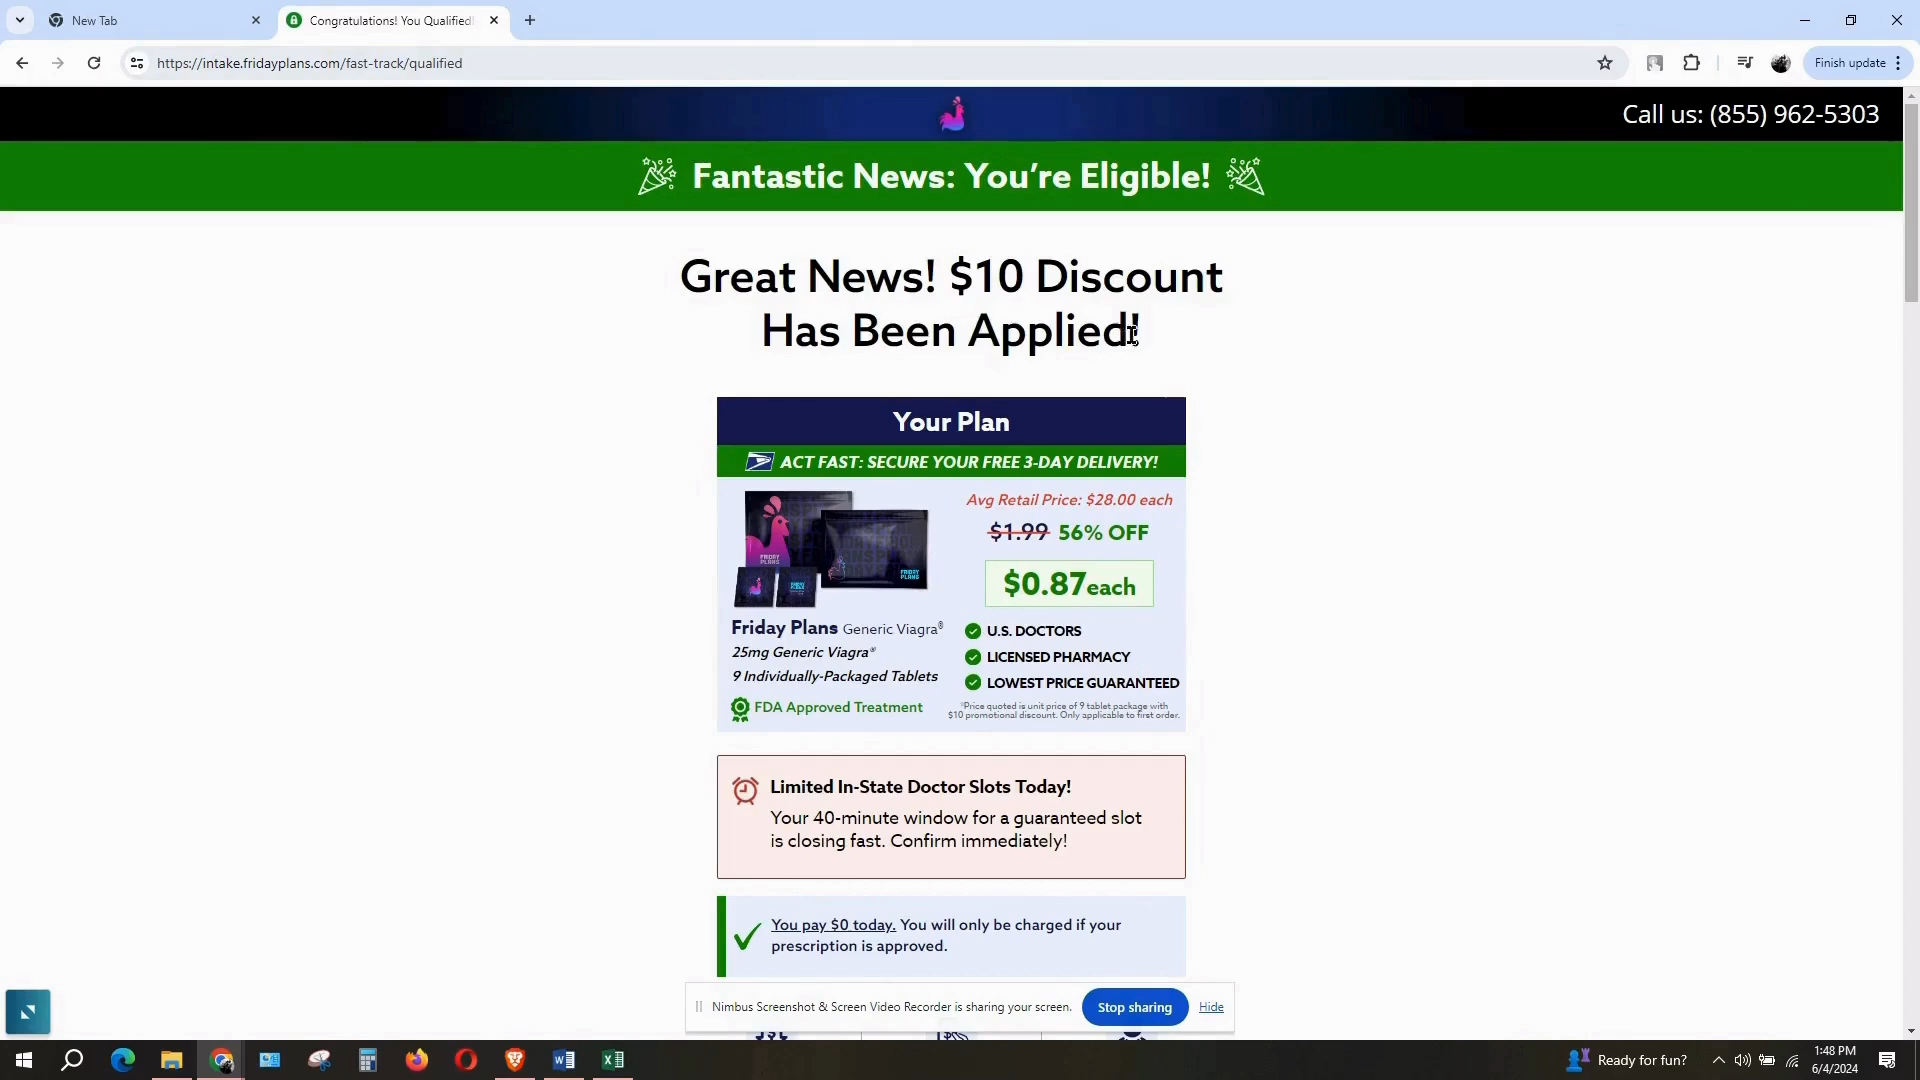 New Tab
Congratulations! You Qualified
https://intake.fridayplans.com/fast-track/qualified
Finish update
Call us: (855) 962-5303
Fantastic News: You’re Eligible!
Great News! $10 Discount
Has Been Applied!
Your Plan
ACT FAST: SECURE YOUR FREE 3-DAY DELIVERY!
Avg Retail Price: $28.00 each
$1.99 56% OFF
$0.87each
FRIDAY
PLANS
FRIDAY
PLANS
Friday Plans Generic Viagra®
25mg Generic Viagra®
9 Individually-Packaged Tablets
FDA Approved Treatment
U.S. DOCTORS
LICENSED PHARMACY
LOWEST PRICE GUARANTEED
*Price quoted is unit price of 9 tablet package with
$10 promotional discount. Only applicable to first order.
Limited In-State Doctor Slots Today!
Your 40-minute window for a guaranteed slot
is closing fast. Confirm immediately!
You pay $0 today. You will only be charged if your
prescription is approved.
Nimbus Screenshot & Screen Video Recorder is sharing your screen.
Stop sharing
Hide
Ready for fun?
1:48 PM
6/4/2024